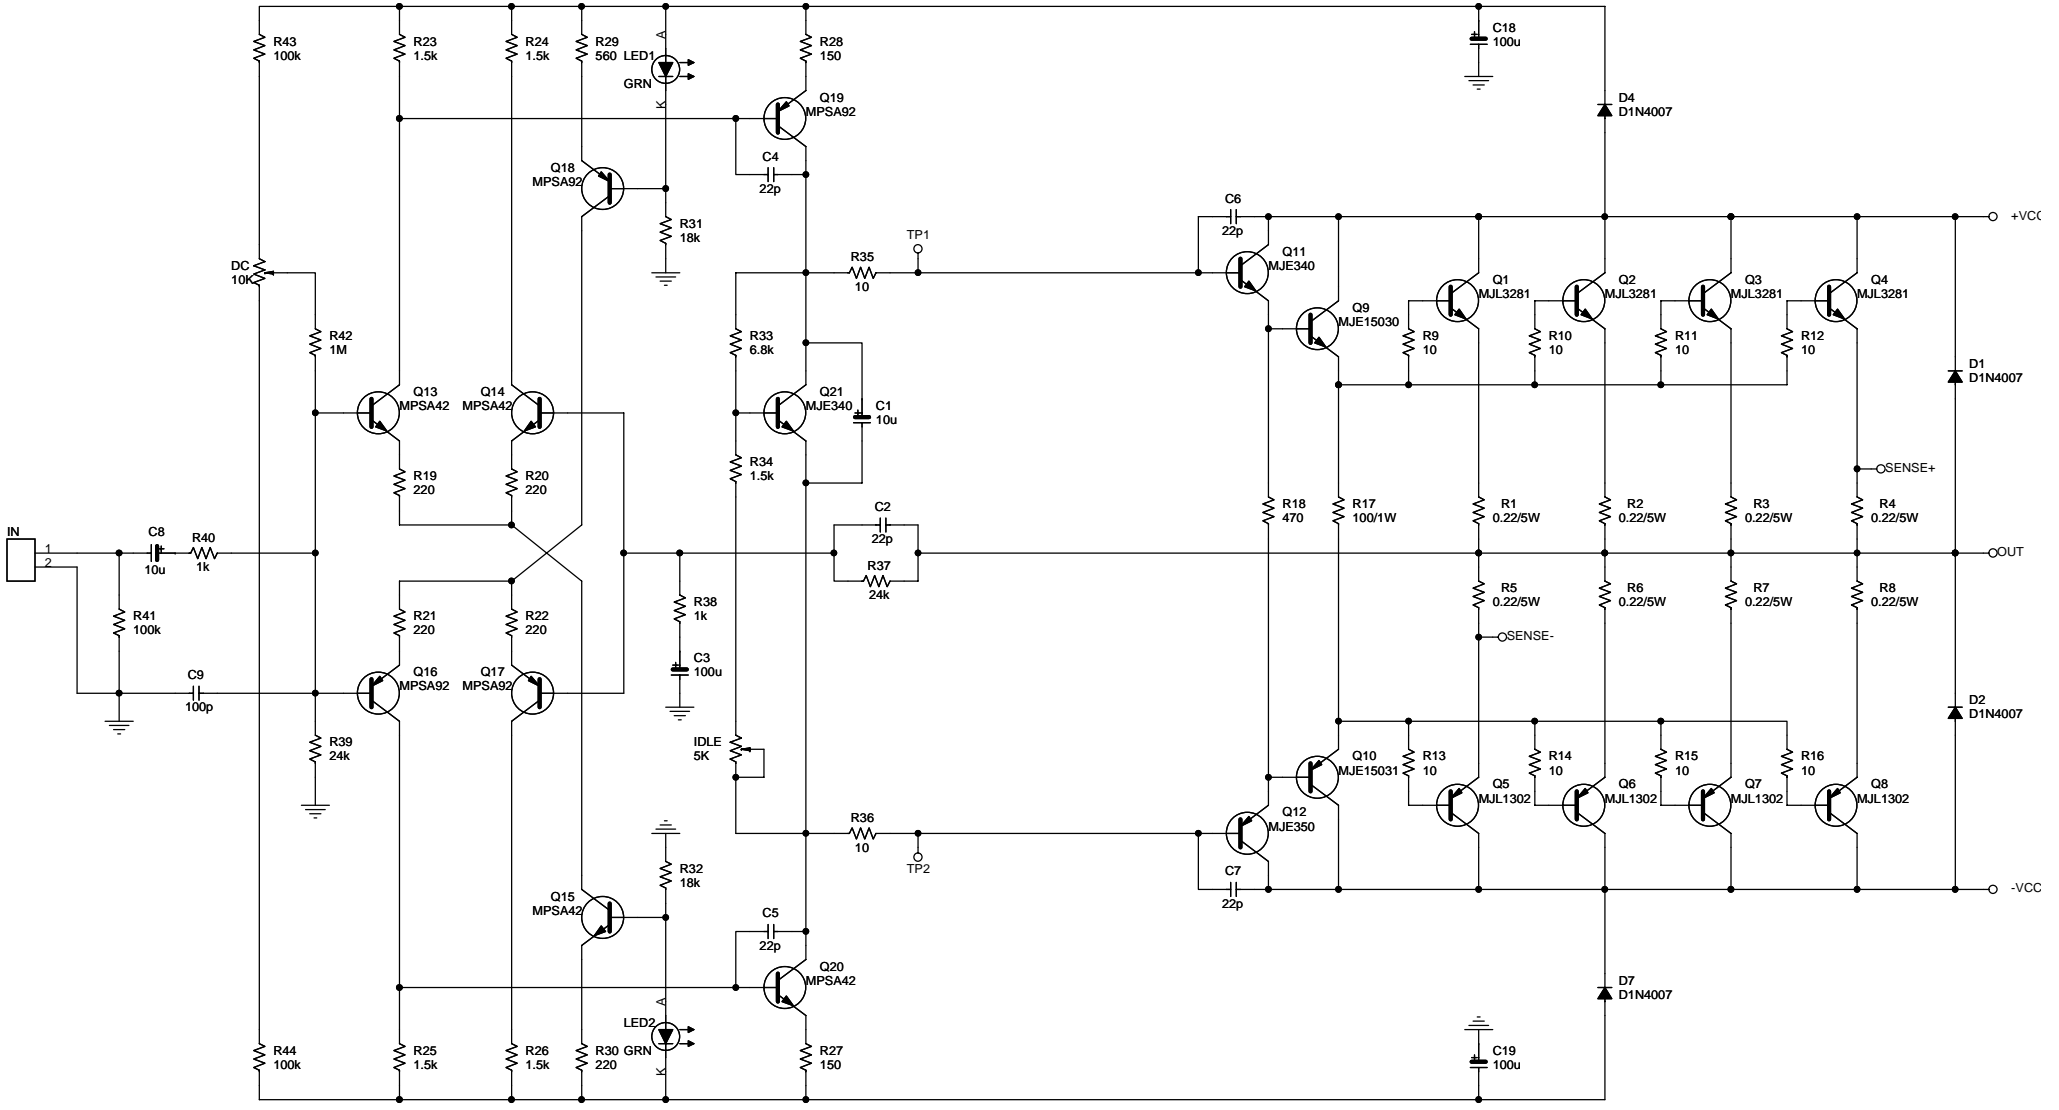 R43
100k
R23
1.5k
R24
1.5k
R29
560
A
LED1
GRN
K
R28
150
C18
100u
Q19
MPSA92
D4
D1N4007
C4
22p
Q18
MPSA92
R31
18k
C6
22p
+VCC
TP1
DC
10K
R35
10
Q11
MJE340
Q1
MJL3281
Q2
MJL3281
Q3
MJL3281
Q4
MJL3281
R42
1M
R33
6.8k
Q9
MJE15030
R9
10
R10
10
R11
10
R12
10
D1
D1N4007
Q13
MPSA42
Q14
MPSA42
Q21
MJE340
C1
10u
R34
1.5k
SENSE+
R19
220
R20
220
R18
470
R17
100/1W
R1
0.22/5W
R2
0.22/5W
R3
0.22/5W
R4
0.22/5W
C2
22p
IN
1
2
C8
10u
R40
1k
OUT
R37
24k
R41
100k
R21
220
R22
220
R38
1k
R5
0.22/5W
R6
0.22/5W
R7
0.22/5W
R8
0.22/5W
SENSE-
C9
100p
Q16
MPSA92
Q17
MPSA92
C3
100u
D2
D1N4007
R39
24k
IDLE
5K
Q10
MJE15031
R13
10
R14
10
R15
10
R16
10
Q5
MJL1302
Q6
MJL1302
Q7
MJL1302
Q8
MJL1302
Q12
MJE350
R36
10
TP2
R32
18k
C7
22p
-VCC
Q15
MPSA42
C5
22p
Q20
MPSA42
D7
D1N4007
A
LED2
GRN
K
R44
100k
R25
1.5k
R26
1.5k
R30
220
R27
150
C19
100u